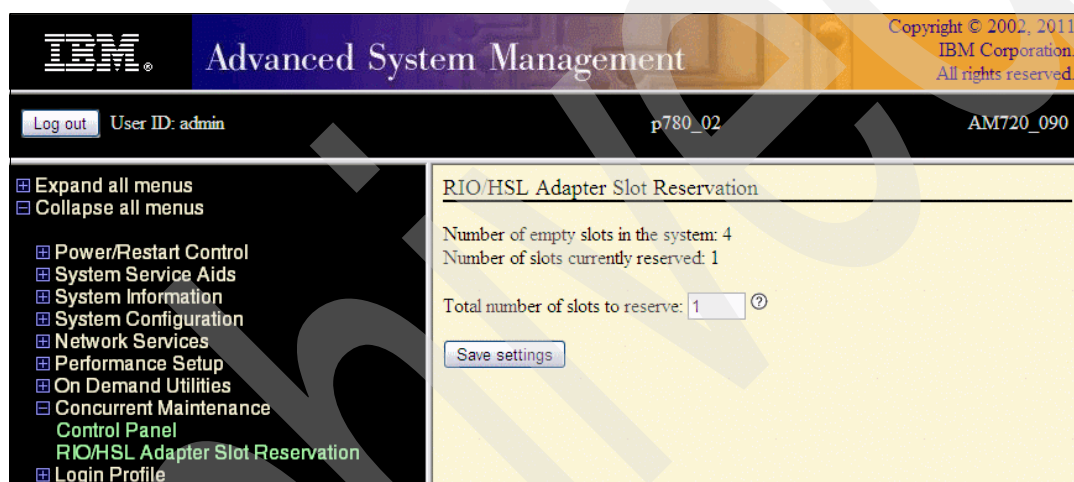 IBM®
Advanced System Management
Copyright © 2002, 2011
IBM Corporation.
All rights reserved.
Log out
User ID: admin
p780_02
AM720_090
Expand all menus
Collapse all menus
Power/Restart Control
System Service Aids
System Information
System Configuration
Network Services
Performance Setup
On Demand Utilities
Concurrent Maintenance
Control Panel
RIO/HSL Adapter Slot Reservation
Login Profile
RIO/HSL Adapter Slot Reservation
Number of empty slots in the system: 4
Number of slots currently reserved: 1
Total number of slots to reserve: 1
Save settings